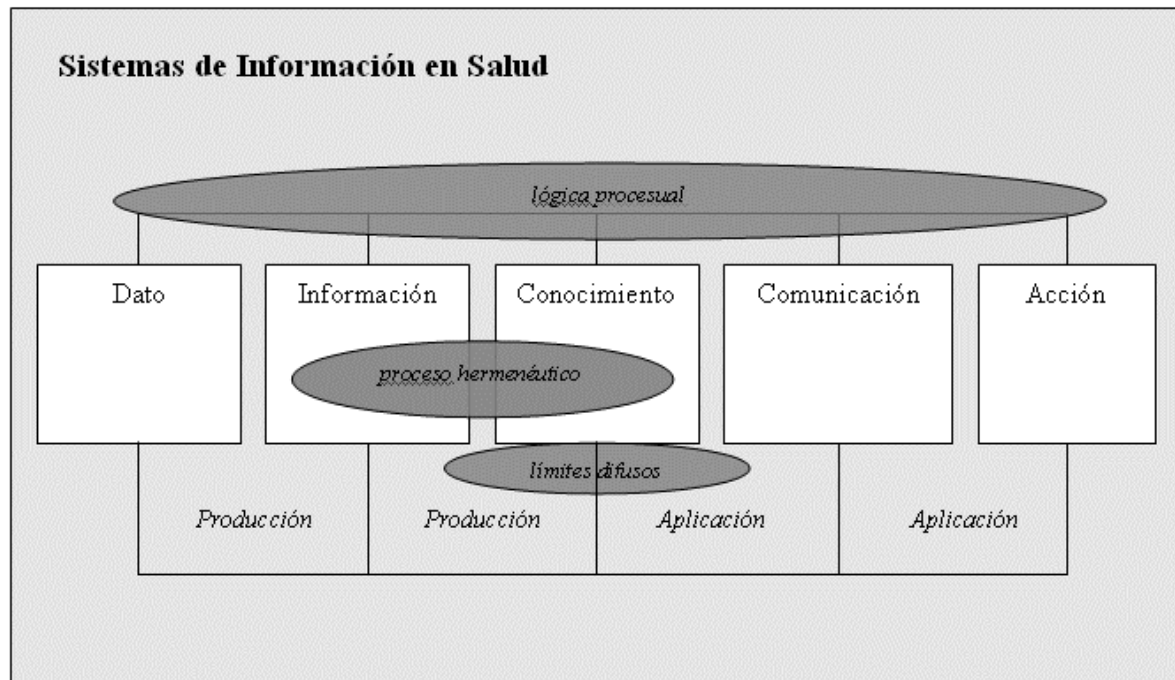 Sistemas de Información en Salud
lógica procesual
Dato
Información
Conocimiento
Comunicación
Acción
proceso hermenéutico
límites difusos
Producción
Producción
Aplicación
Aplicación